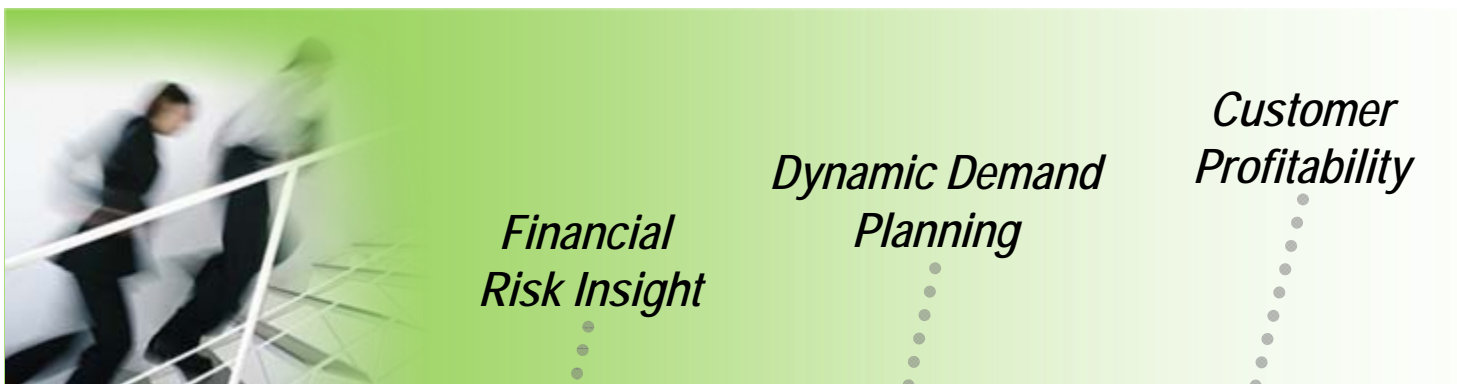 Financial
Risk Insight
Dynamic Demand
Planning
Customer
Profitability